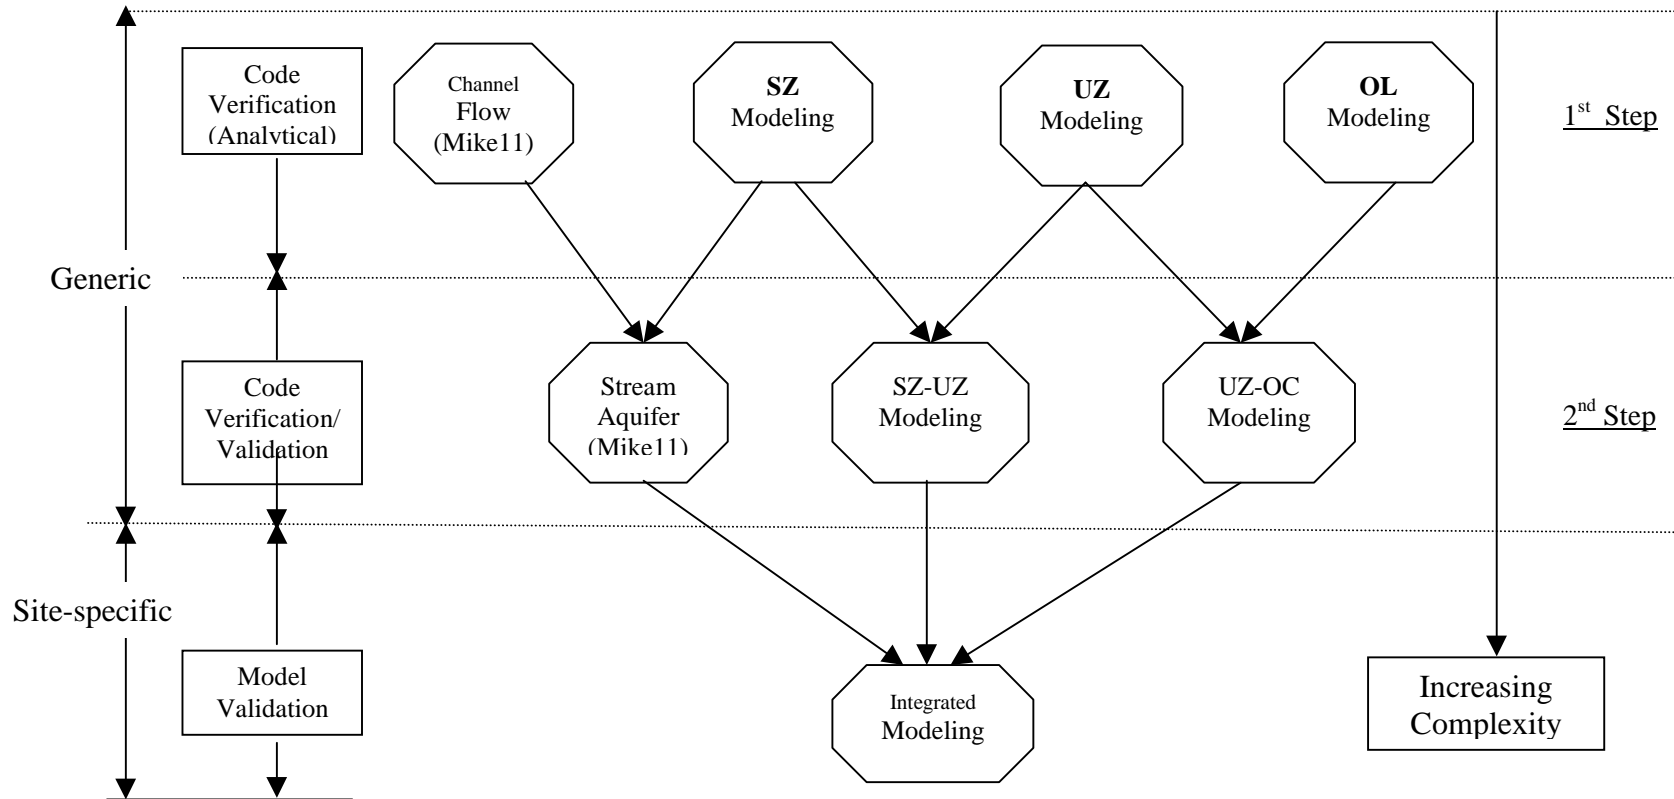 Code
Verification
(Analytical)
Channel
Flow
(Mike11)
SZ
Modeling
UZ
Modeling
OL
Modeling
1st Step
Generic
Code
Verification/
Validation
Stream
Aquifer
(Mike11)
SZ-UZ
Modeling
UZ-OC
Modeling
2nd Step
Site-specific
Model
Validation
Integrated
Modeling
Increasing
Complexity